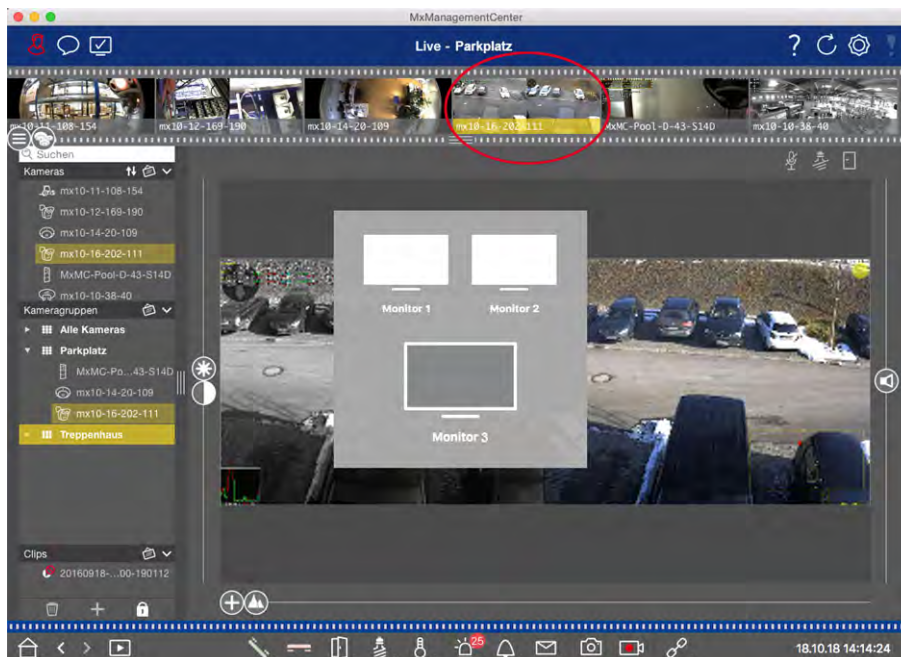 MxManagementCenter
Live - Parkplatz
mx10-11-108-154
mx10-12-169-190
mx10-14-20-109
mx10-16-202-111
MxMC-Pool-D-43-S14D
mx10-10-38-40
Suchen
Kameras
mx10-11-108-154
mx10-12-169-190
mx10-14-20-109
mx10-16-202-111
MxMC-Pool-D-43-S14D
mx10-10-38-40
Kameragruppen
Alle Kameras
Parkplatz
MxMC-Po...43-S14D
mx10-14-20-109
mx10-16-202-111
Treppenhaus
Monitor 1
Monitor 2
Monitor 3
Clips
20160918-...00-190112
25
18.10.18 14:14:24